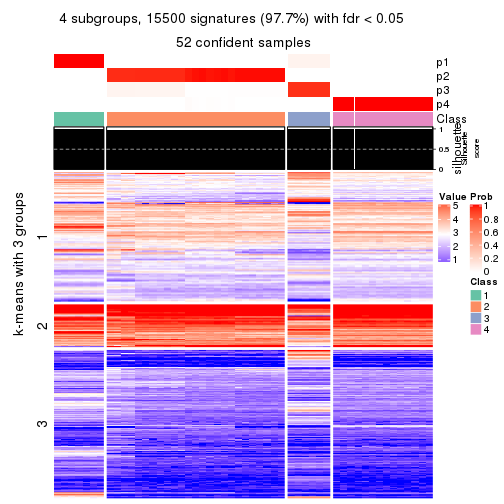 4 subgroups, 15500 signatures (97.7%) with fdr < 0.05
52 confident samples
p1
p2
p3
p4
Class
silhouette
Silhouette
score
1
0.5
0
k-means with 3 groups
1
2
3
Value
5
4
3
2
1
Prob
1
0.8
0.6
0.4
0.2
0
Class
1
2
3
4